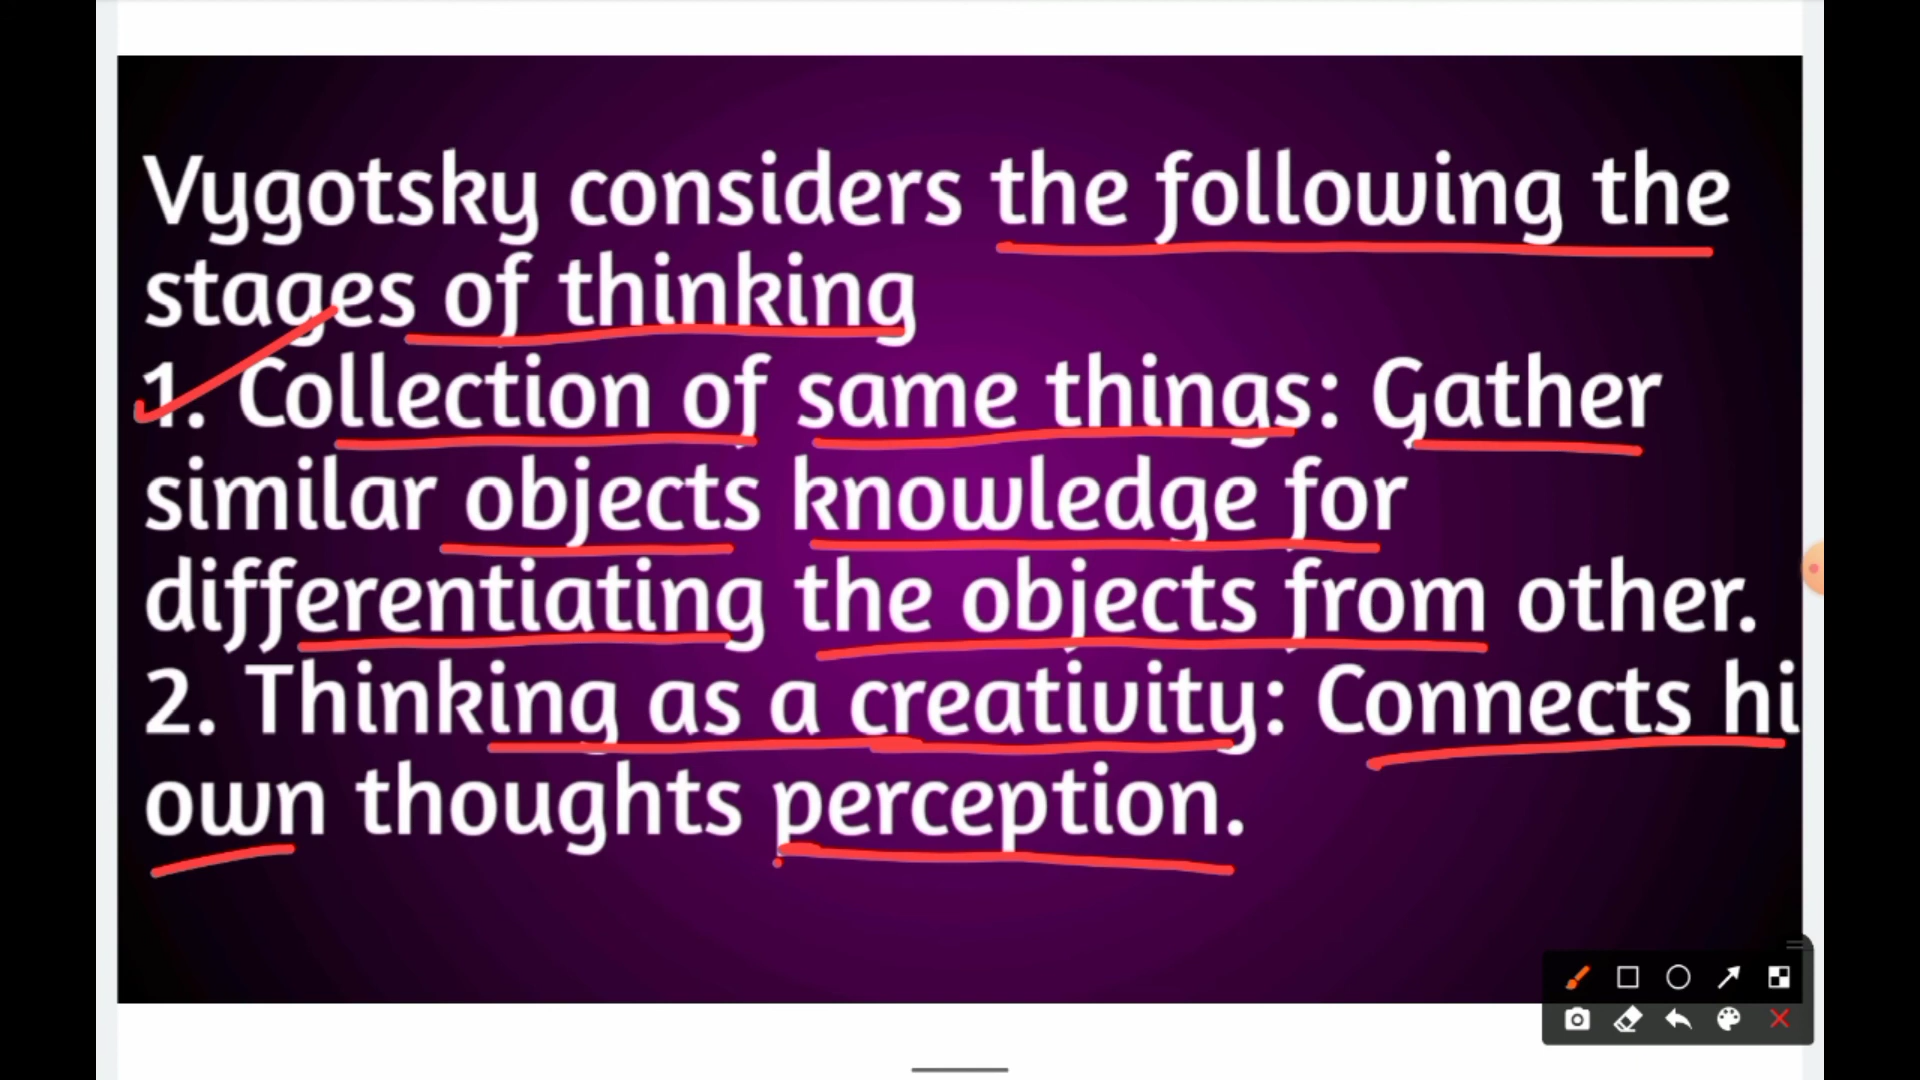 Vygotsky considers the following the
stages of thinking
1. Collection of same things: Gather
similar objects knowledge for
differentiating the objects from other.
2. Thinking as a creativity: Connects hi
own thoughts perception.